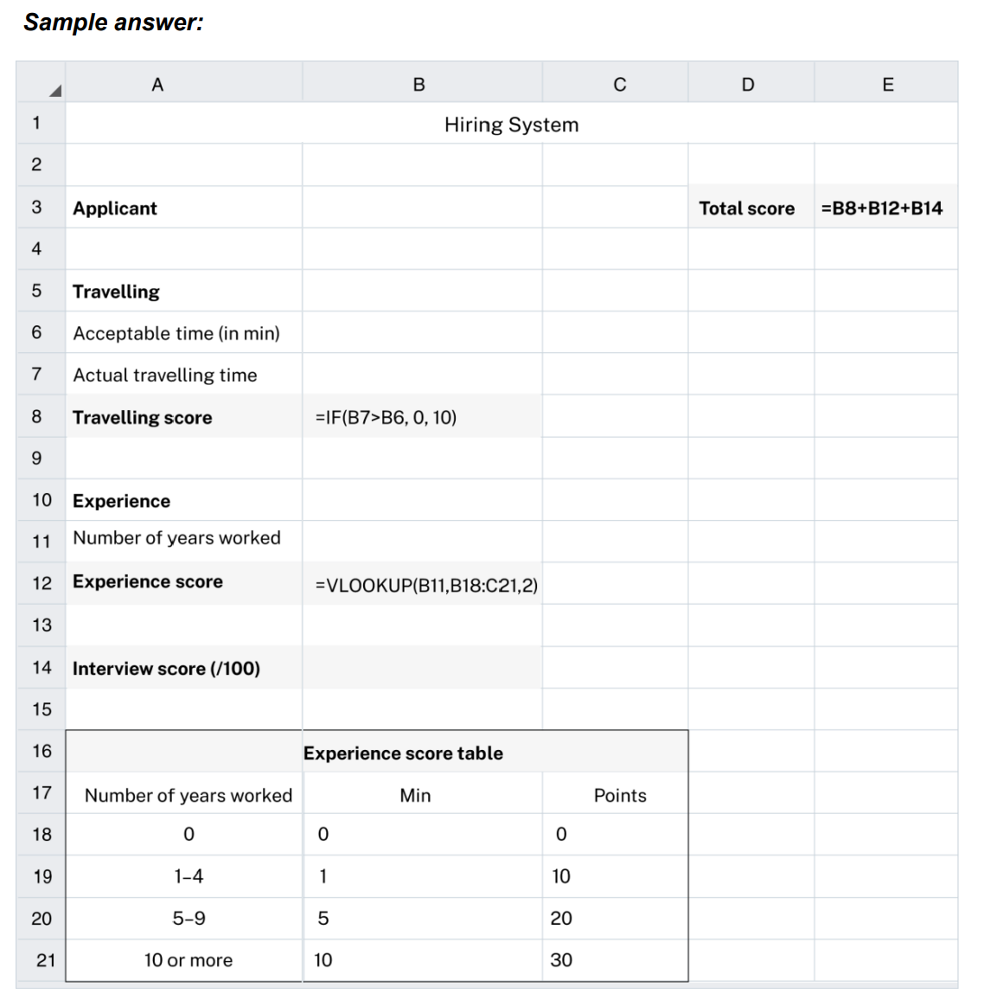 Sample answer:
A B C D E
1 Hiring System
2
3 Applicant Total score =B8+B12+B14
4
5 Travelling
6 Acceptable time (in min)
7 Actual travelling time
8 Travelling score =IF(B7>B6, 0, 10)
9
10 Experience
11 Number of years worked
12 Experience score =VLOOKUP(B11,B18:C21,2)
13
14 Interview score (/100)
15
16 Experience score table
17 Number of years worked Min Points
18 0 0 0
19 1–4 1 10
20 5–9 5 20
21 10 or more 10 30